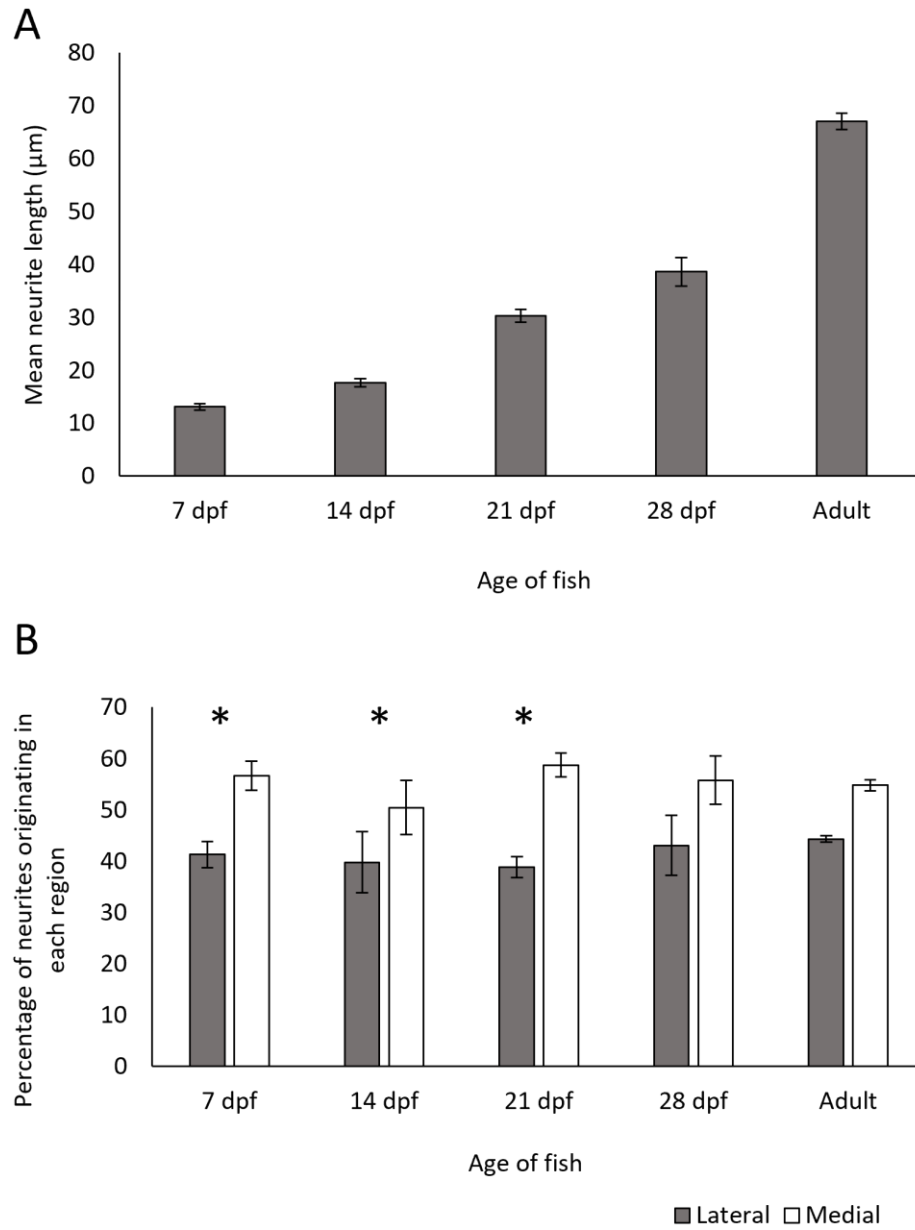 A
80
70
60
50
40
30
20
10
0
Mean neurite length (µm)
7 dpf 14 dpf 21 dpf 28 dpf Adult
Age of fish
B
70
60
50
40
30
20
10
0
Percentage of neurites originating in
each region
* * *
7 dpf 14 dpf 21 dpf 28 dpf Adult
Age of fish
Lateral Medial